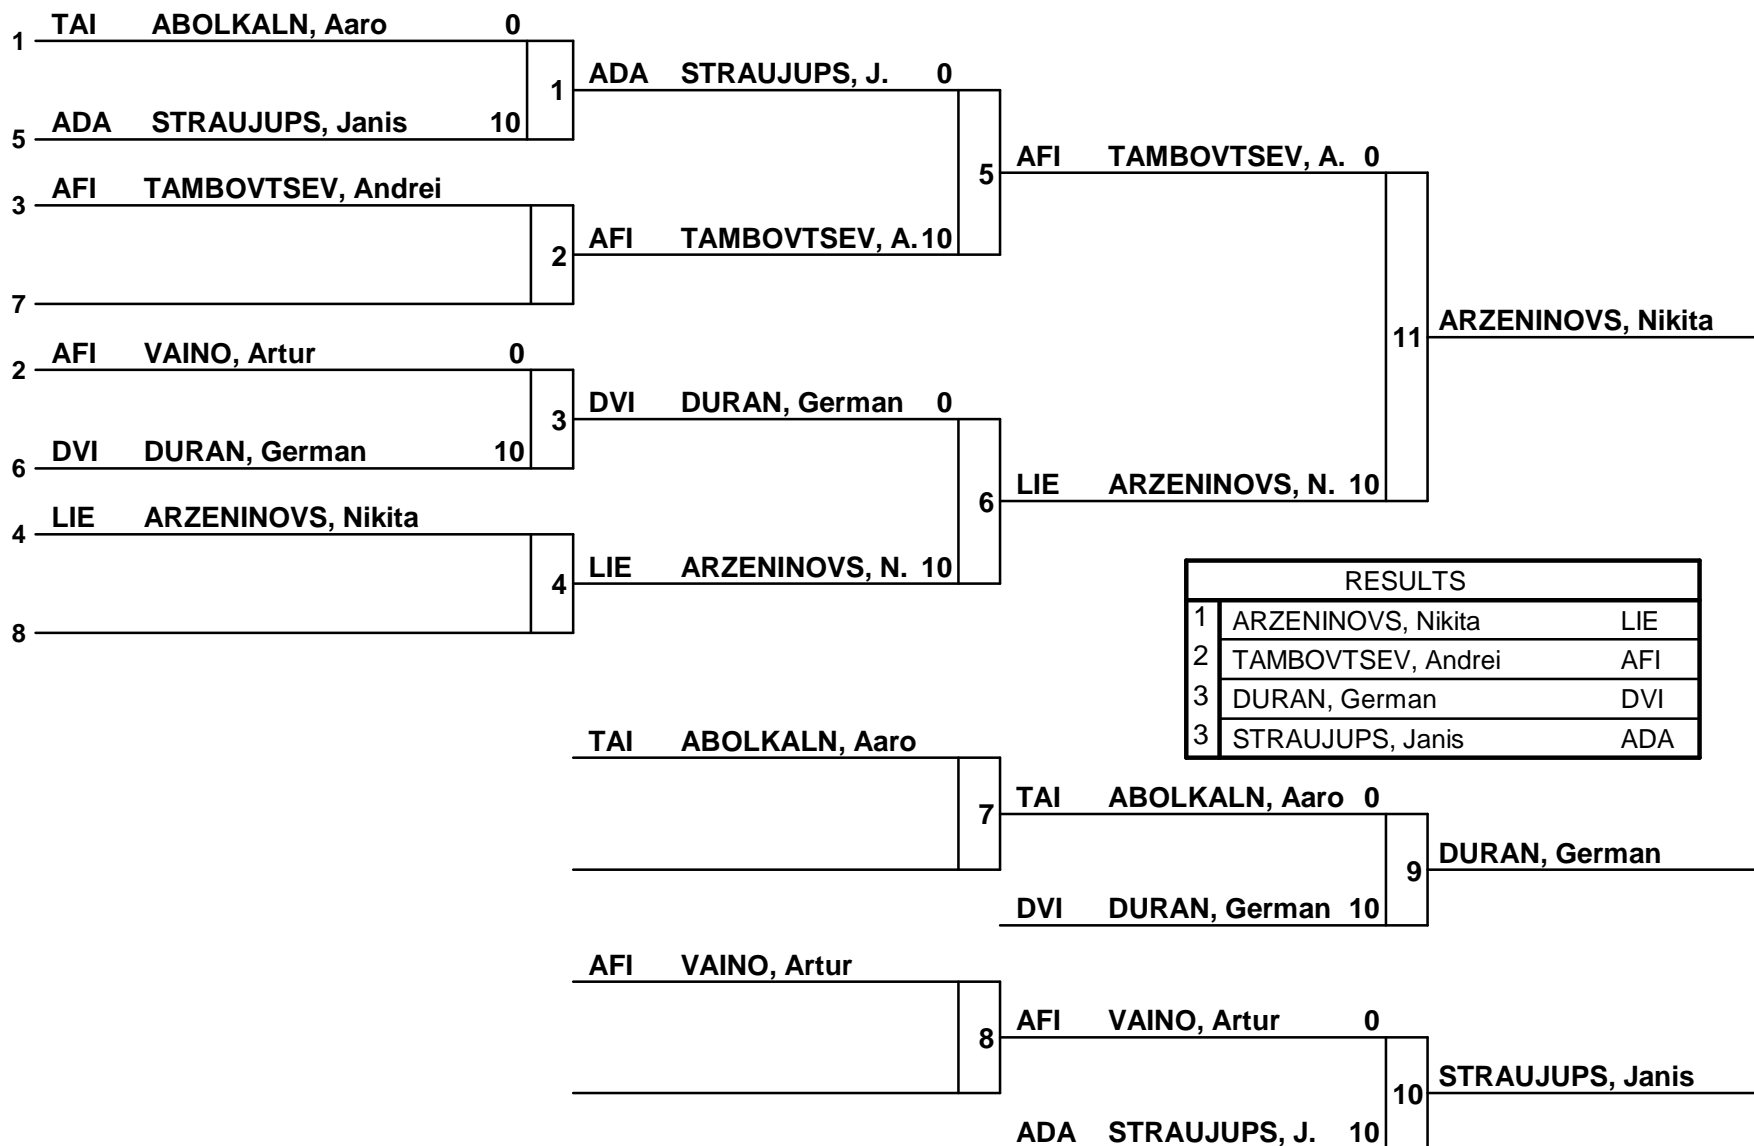 1 TAI ABOLKALN, Aaro 0
1
ADA STRAUJUPS, J. 0
5 ADA STRAUJUPS, Janis 10
3 AFI TAMBOVTSEV, Andrei
5
AFI TAMBOVTSEV, A. 0
2
AFI TAMBOVTSEV, A. 10
7
2 AFI VAINO, Artur 0
11
ARZENINOVS, Nikita
3
DVI DURAN, German 0
6 DVI DURAN, German 10
4 LIE ARZENINOVS, Nikita
6
LIE ARZENINOVS, N. 10
4
LIE ARZENINOVS, N. 10
8
RESULTS
1 ARZENINOVS, Nikita LIE
2 TAMBOVTSEV, Andrei AFI
3 DURAN, German DVI
3 STRAUJUPS, Janis ADA
TAI ABOLKALN, Aaro
7
TAI ABOLKALN, Aaro 0
9
DURAN, German
DVI DURAN, German 10
AFI VAINO, Artur
8
AFI VAINO, Artur 0
10
STRAUJUPS, Janis
ADA STRAUJUPS, J. 10